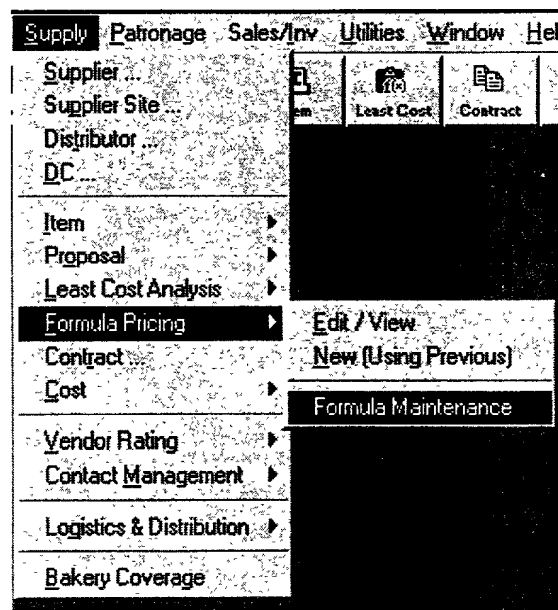 Supply Patronage Sales/Inv Utilities Window Hel
Supplier ...
Supplier Site ...
Distributor ...
DC ...
em Least Cost Contract
f(x)
Item
Proposal
Least Cost Analysis
Formula Pricing
Contract ...
Cost
Edit / View
New (Using Previous)
Formula Maintenance
Vendor Rating
Contact Management
Logistics & Distribution
Bakery Coverage